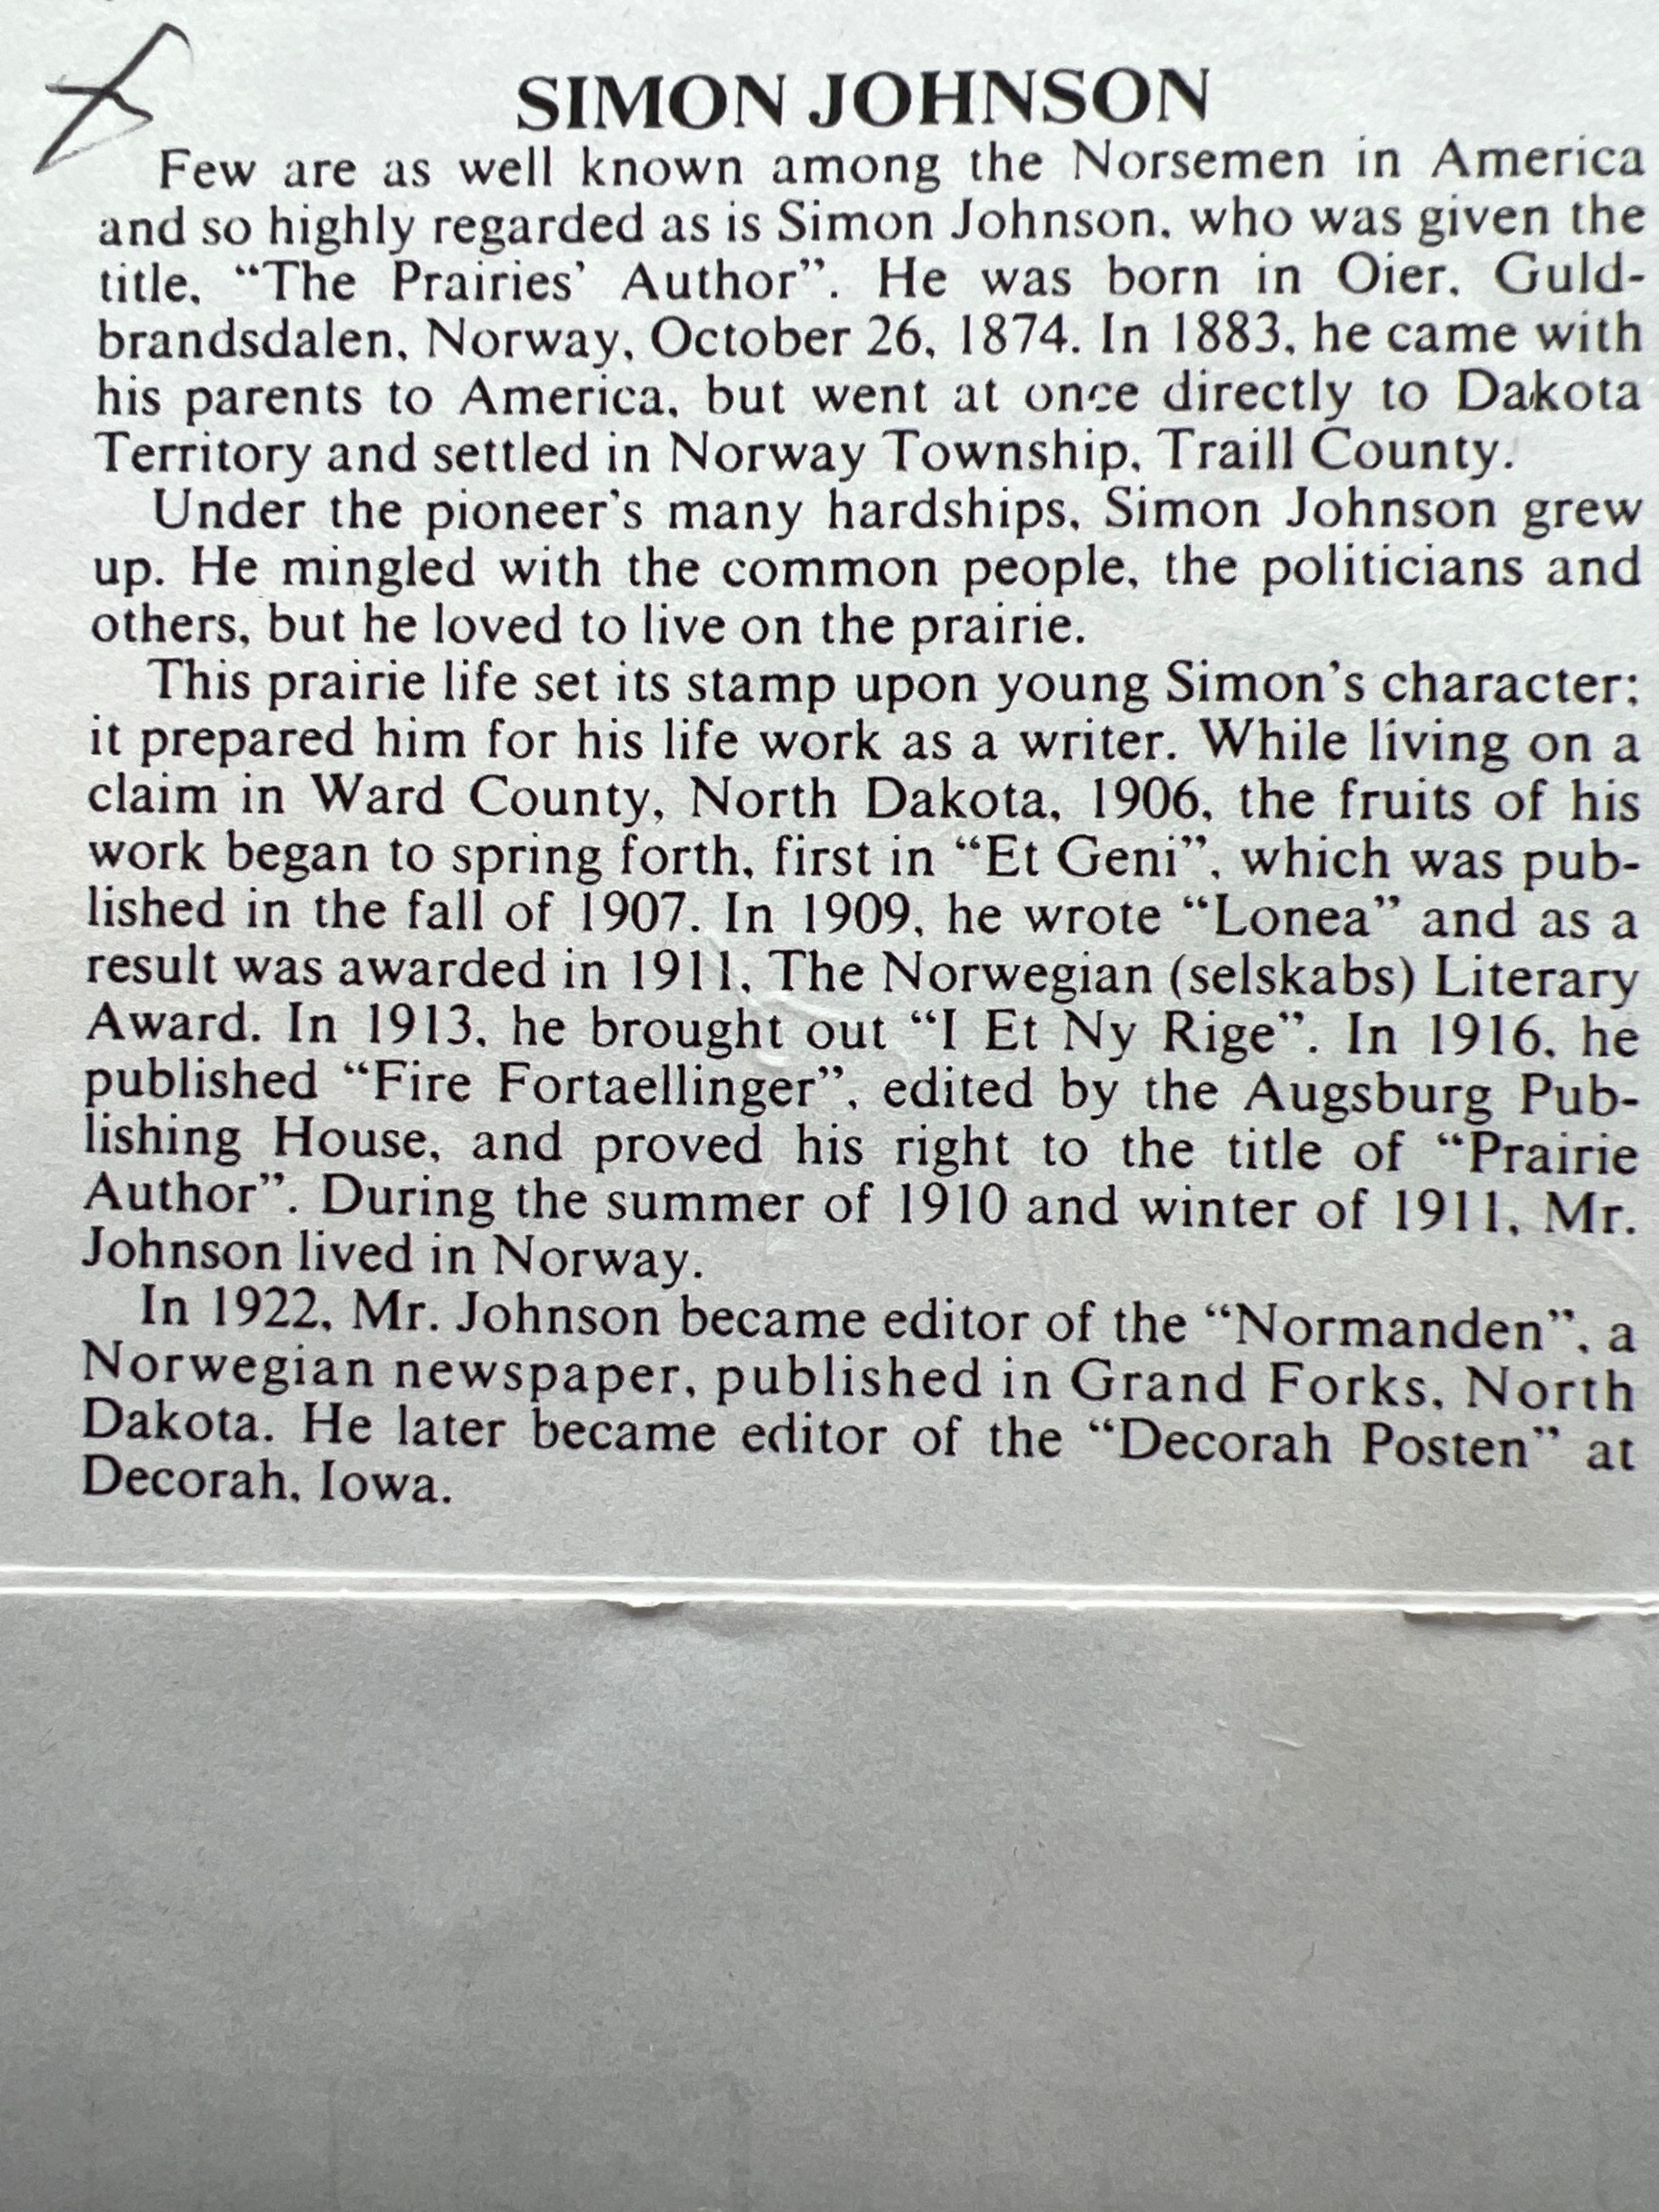 SIMON JOHNSON
Few are as well known among the Norsemen in America
and so highly regarded as is Simon Johnson, who was given the
title, “The Prairies’ Author”. He was born in Oier, Guld-
brandsdalen, Norway, October 26, 1874. In 1883, he came with
his parents to America, but went at once directly to Dakota
Territory and settled in Norway Township, Traill County.
Under the pioneer’s many hardships, Simon Johnson grew
up. He mingled with the common people, the politicians and
others, but he loved to live on the prairie.
This prairie life set its stamp upon young Simon’s character;
it prepared him for his life work as a writer. While living on a
claim in Ward County, North Dakota, 1906, the fruits of his
work began to spring forth, first in “Et Geni”, which was pub-
lished in the fall of 1907. In 1909, he wrote “Lonea” and as a
result was awarded in 1911, The Norwegian (selskabs) Literary
Award. In 1913, he brought out “I Et Ny Rige”. In 1916, he
published “Fire Fortaellinger”, edited by the Augsburg Pub-
lishing House, and proved his right to the title of “Prairie
Author”. During the summer of 1910 and winter of 1911, Mr.
Johnson lived in Norway.
In 1922, Mr. Johnson became editor of the “Normanden”, a
Norwegian newspaper, published in Grand Forks, North
Dakota. He later became editor of the “Decorah Posten” at
Decorah, Iowa.